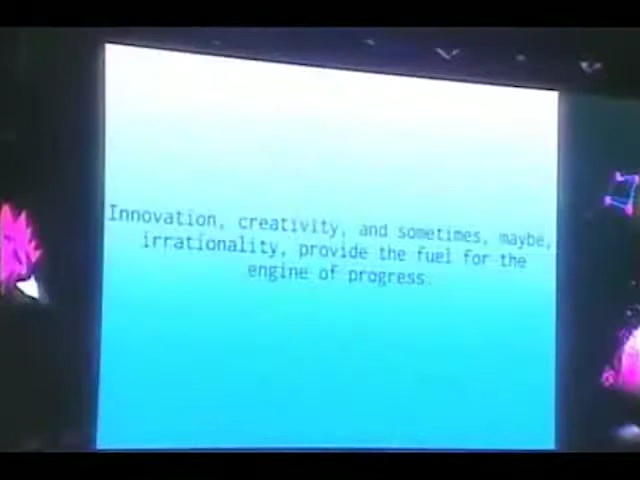 Innovation, creativity, and sometimes, maybe,
irrationality, provide the fuel for the
engine of progress.